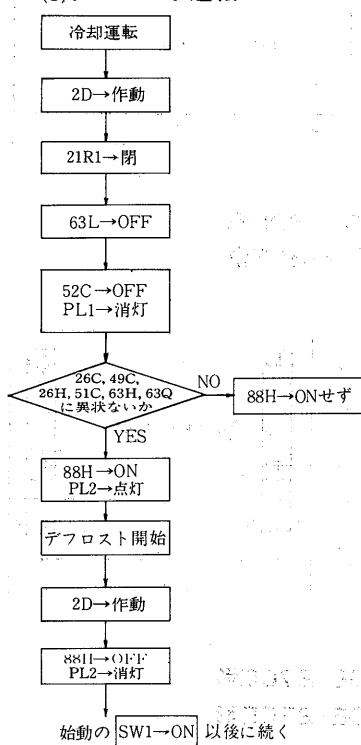 冷却運転
2D→作動
21R1→閉
63L→OFF
52C→OFF
PL1→消灯
26C, 49C,
26H, 51C, 63H, 63Q
に異状ないか
NO
88H→ONせず
YES
88H→ON
PL2→点灯
デフロスト開始
2D→作動
88H→OFF
PL2→消灯
始動の SW1→ON 以後に続く